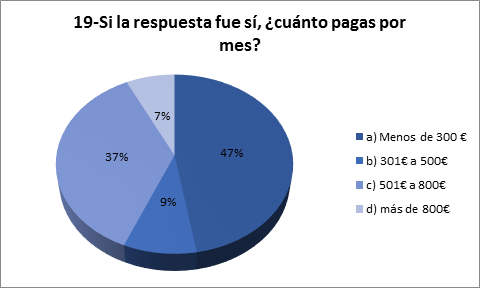 19-Si la respuesta fue sí, ¿cuánto pagas por
mes?
7%
47%
37%
9%
a) Menos de 300 €
b) 301€ a 500€
c) 501€ a 800€
d) más de 800€